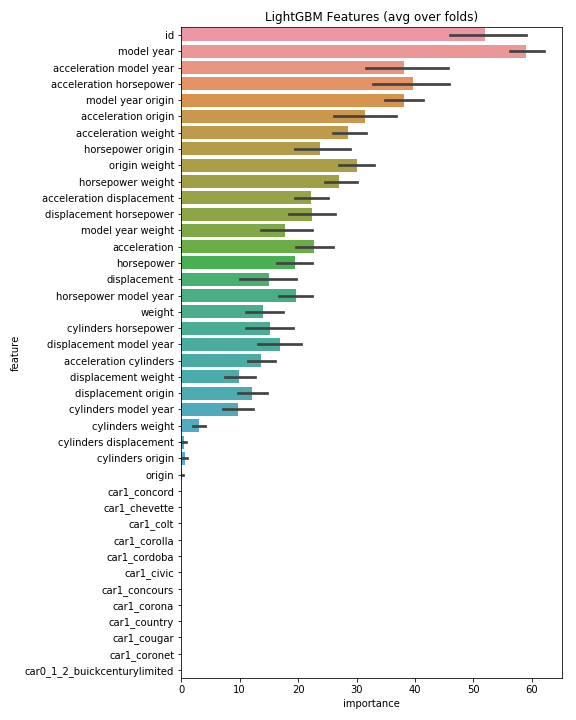 LightGBM Features (avg over folds)
id
model year
acceleration model year
acceleration horsepower
model year origin
acceleration origin
acceleration weight
horsepower origin
origin weight
horsepower weight
acceleration displacement
displacement horsepower
model year weight
acceleration
horsepower
displacement
horsepower model year
weight
cylinders horsepower
displacement model year
acceleration cylinders
displacement weight
displacement origin
cylinders model year
cylinders weight
cylinders displacement
cylinders origin
origin
car1_concord
car1_chevette
car1_colt
car1_corolla
car1_cordoba
car1_civic
car1_concours
car1_corona
car1_country
car1_cougar
car1_coronet
car0_1_2_buickcenturylimited
feature
0 10 20 30 40 50 60
importance